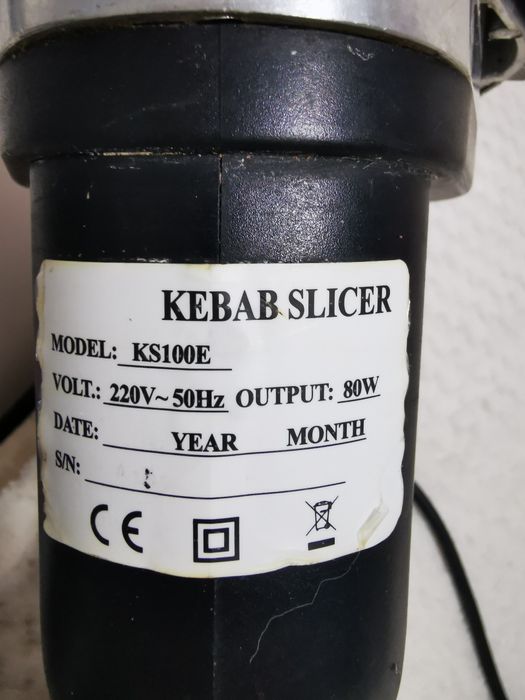 KEBAB SLICER
MODEL: KS100E
VOLT.: 220V~50Hz OUTPUT: 80W
DATE: YEAR MONTH
S/N:
CE